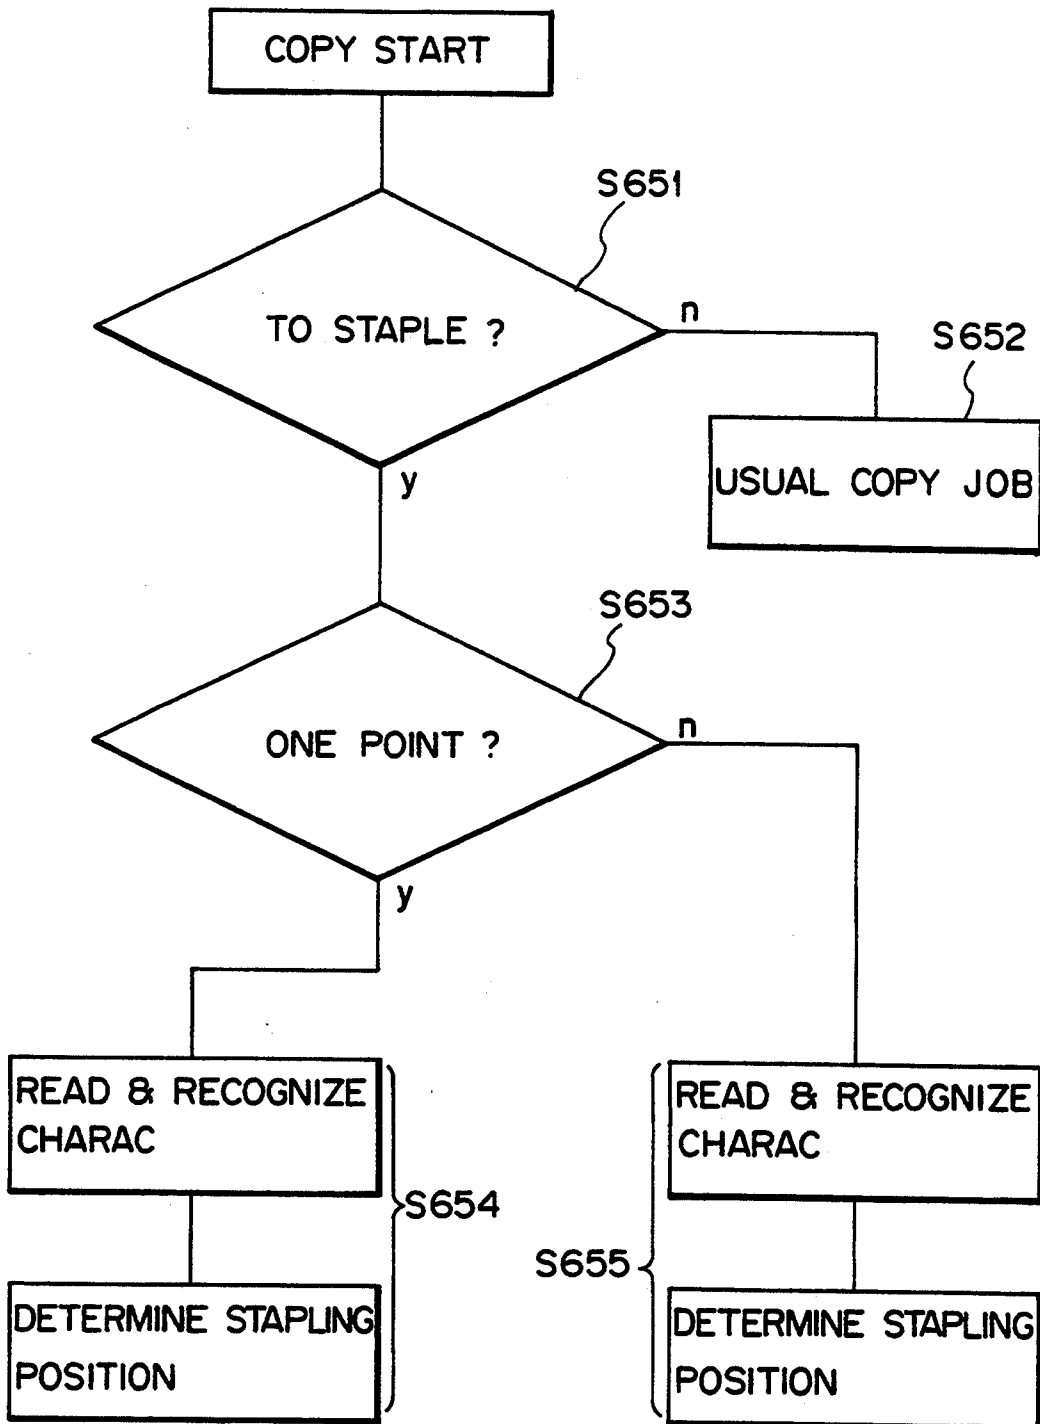 COPY START
S651
TO STAPLE ?
n
S652
y
USUAL COPY JOB
S653
ONE POINT ?
n
y
READ & RECOGNIZE
CHARAC
READ & RECOGNIZE
CHARAC
S654
S655
DETERMINE STAPLING
POSITION
DETERMINE STAPLING
POSITION